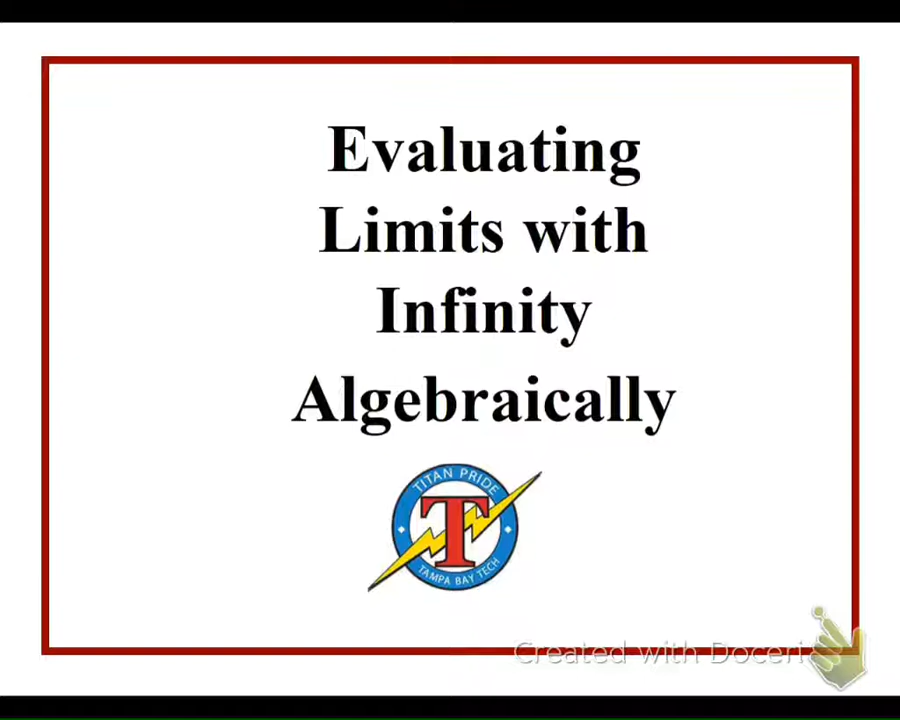 Evaluating
Limits with
Infinity
Algebraically
TITAN PRIDE
T
TAMPA BAY TECH
Created with Doceri